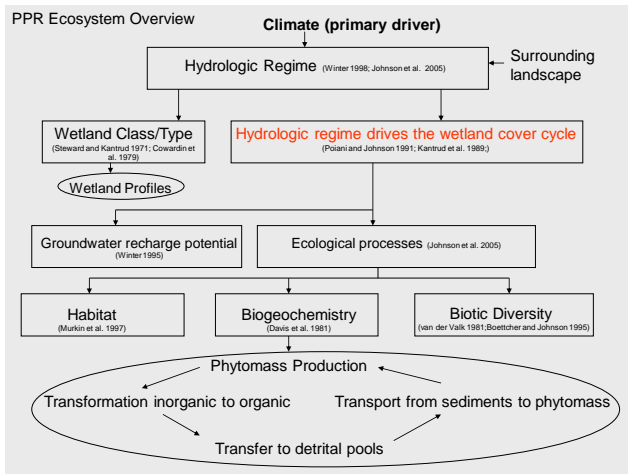 PPR Ecosystem Overview
Climate (primary driver)
Hydrologic Regime (Winter 1998; Johnson et al. 2005)
Surrounding
landscape
Wetland Class/Type
(Steward and Kantrud 1971; Cowardin
et al. 1979)
Hydrologic regime drives the wetland cover cycle
(Poiani and Johnson 1991; Kantrud et al. 1989;)
Wetland Profiles
Groundwater recharge potential
(Winter 1995)
Ecological processes (Johnson et al. 2005)
Habitat
(Murkin et al. 1997)
Biogeochemistry
(Davis et al. 1981)
Biotic Diversity
(van der Valk 1981;Boettcher and Johnson 1995)
Phytomass Production
Transformation inorganic to organic
Transport from sediments to phytomass
Transfer to detrital pools